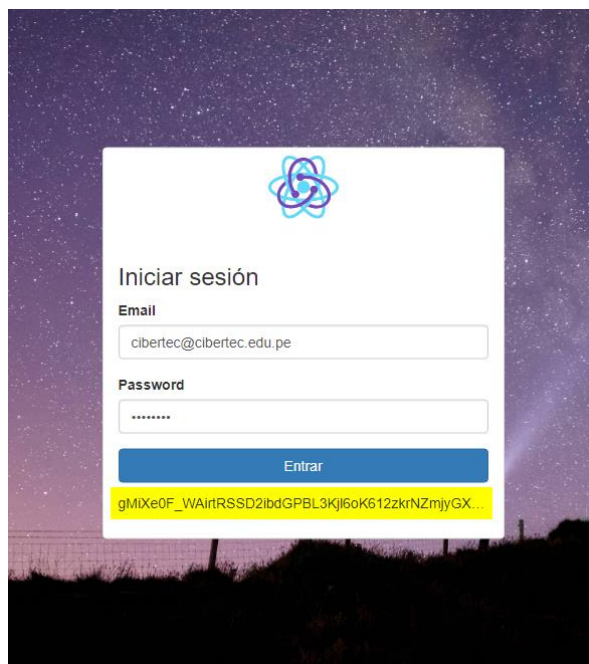 Iniciar sesión
Email
cibertec@cibertec.edu.pe
Password
••••••••
Entrar
gMiXe0F_WAirtRSSD2ibdGPBL3Kjl6oK612zkrNZmjyGX...